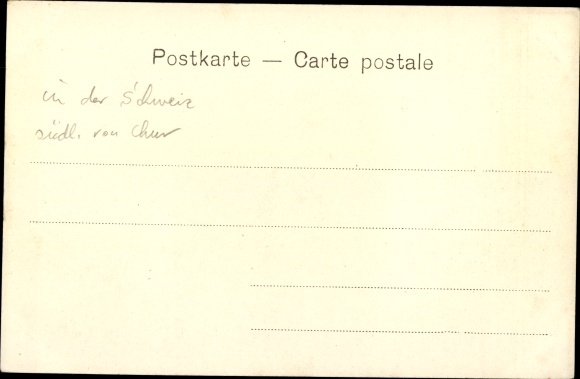 Postkarte — Carte postale
in der Schweiz
südl. von Chur